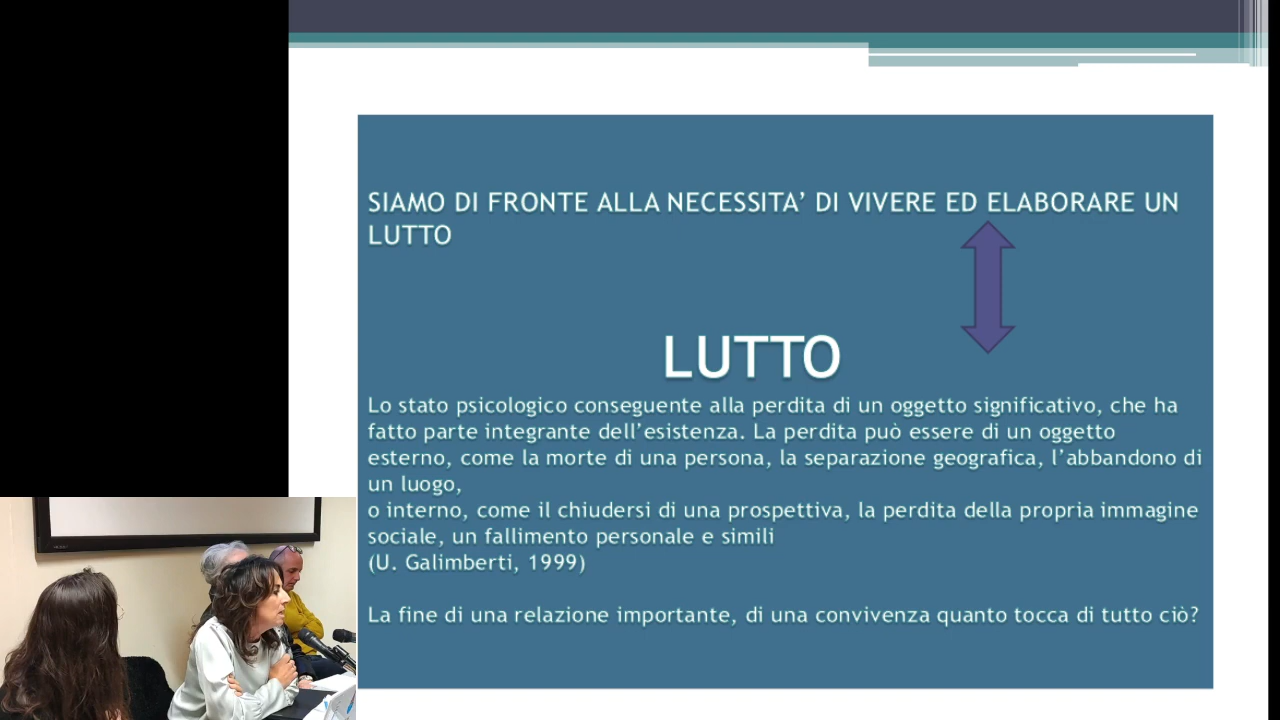 SIAMO DI FRONTE ALLA NECESSITA’ DI VIVERE ED ELABORARE UN
LUTTO
LUTTO
Lo stato psicologico conseguente alla perdita di un oggetto significativo, che ha
fatto parte integrante dell’esistenza. La perdita può essere di un oggetto
esterno, come la morte di una persona, la separazione geografica, l’abbandono di
un luogo,
o interno, come il chiudersi di una prospettiva, la perdita della propria immagine
sociale, un fallimento personale e simili
(U. Galimberti, 1999)
La fine di una relazione importante, di una convivenza quanto tocca di tutto ciò?